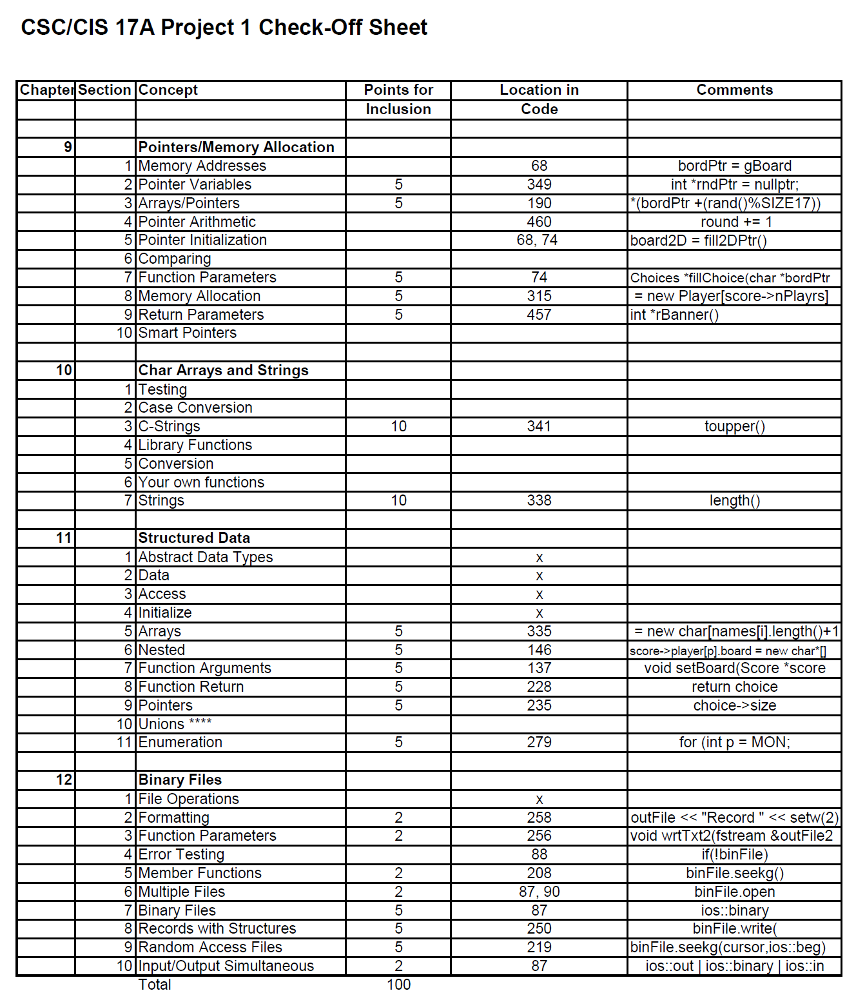 CSC/CIS 17A Project 1 Check-Off Sheet
Chapter Section Concept Points for Location in Comments
Inclusion Code
9 Pointers/Memory Allocation
1 Memory Addresses 68 bordPtr = gBoard
2 Pointer Variables 5 349 int *rndPtr = nullptr;
3 Arrays/Pointers 5 190 *(bordPtr +(rand()%SIZE17))
4 Pointer Arithmetic 460 round += 1
5 Pointer Initialization 68, 74 board2D = fill2DPtr()
6 Comparing
7 Function Parameters 5 74 Choices *fillChoice(char *bordPtr
8 Memory Allocation 5 315 = new Player[score->nPlayrs]
9 Return Parameters 5 457 int *rBanner()
10 Smart Pointers
10 Char Arrays and Strings
1 Testing
2 Case Conversion
3 C-Strings 10 341 toupper()
4 Library Functions
5 Conversion
6 Your own functions
7 Strings 10 338 length()
11 Structured Data
1 Abstract Data Types x
2 Data x
3 Access x
4 Initialize x
5 Arrays 5 335 = new char[names[i].length()+1
6 Nested 5 146 score->player[p].board = new char*[]
7 Function Arguments 5 137 void setBoard(Score *score
8 Function Return 5 228 return choice
9 Pointers 5 235 choice->size
10 Unions ****
11 Enumeration 5 279 for (int p = MON;
12 Binary Files
1 File Operations x
2 Formatting 2 258 outFile << "Record " << setw(2)
3 Function Parameters 2 256 void wrtTxt2(fstream &outFile2
4 Error Testing 88 if(!binFile)
5 Member Functions 2 208 binFile.seekg()
6 Multiple Files 2 87, 90 binFile.open
7 Binary Files 5 87 ios::binary
8 Records with Structures 5 250 binFile.write(
9 Random Access Files 5 219 binFile.seekg(cursor,ios::beg)
10 Input/Output Simultaneous 2 87 ios::out | ios::binary | ios::in
Total 100